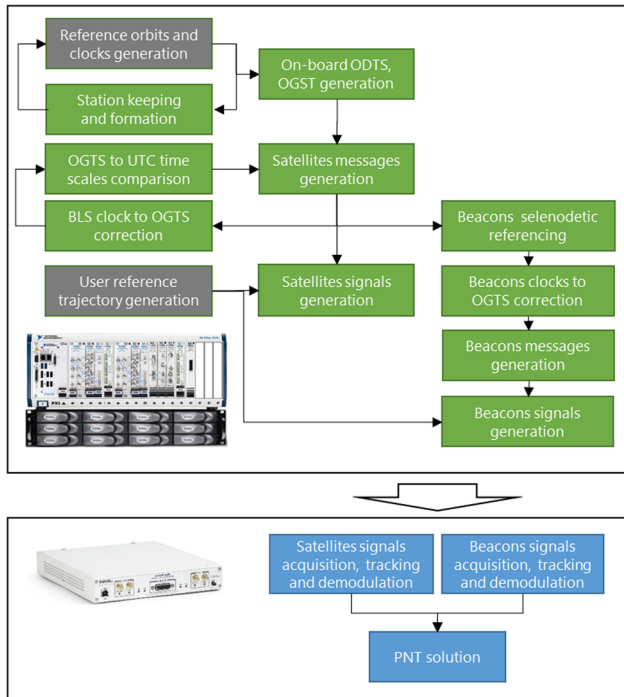 Reference orbits and
clocks generation
On-board ODTS,
OGST generation
Station keeping
and formation
OGTS to UTC time
scales comparison
Satellites messages
generation
BLS clock to OGTS
correction
Beacons selenodetic
referencing
User reference
trajectory generation
Satellites signals
generation
Beacons clocks to
OGTS correction
Beacons messages
generation
Beacons signals
generation
Satellites signals
acquisition, tracking
and demodulation
Beacons signals
acquisition, tracking
and demodulation
PNT solution